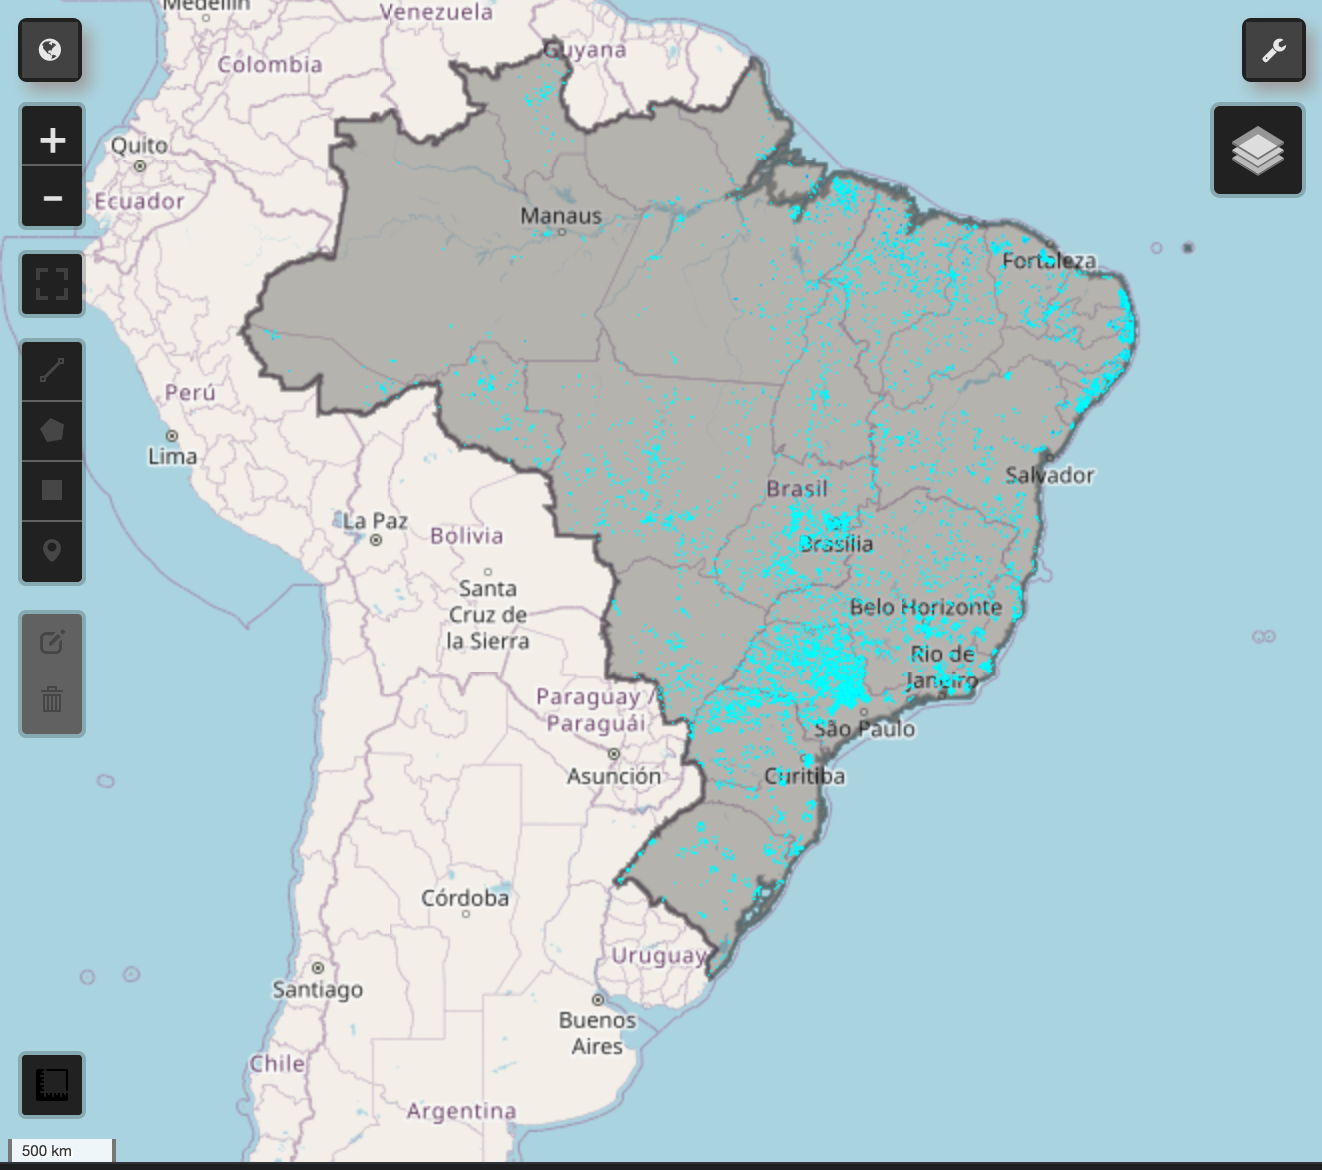 Medellín
Venezuela
Guyana
Colombia
Quito
Ecuador
Manaus
Fortaleza
Perú
Lima
Salvador
Brasil
La Paz
Bolivia
Brasília
Santa
Cruz de
la Sierra
Belo Horizonte
Rio de
Janeiro
Paraguay /
Paraguái
São Paulo
Asunción
Curitiba
Córdoba
Uruguay
Santiago
Buenos
Aires
Chile
Argentina
500 km